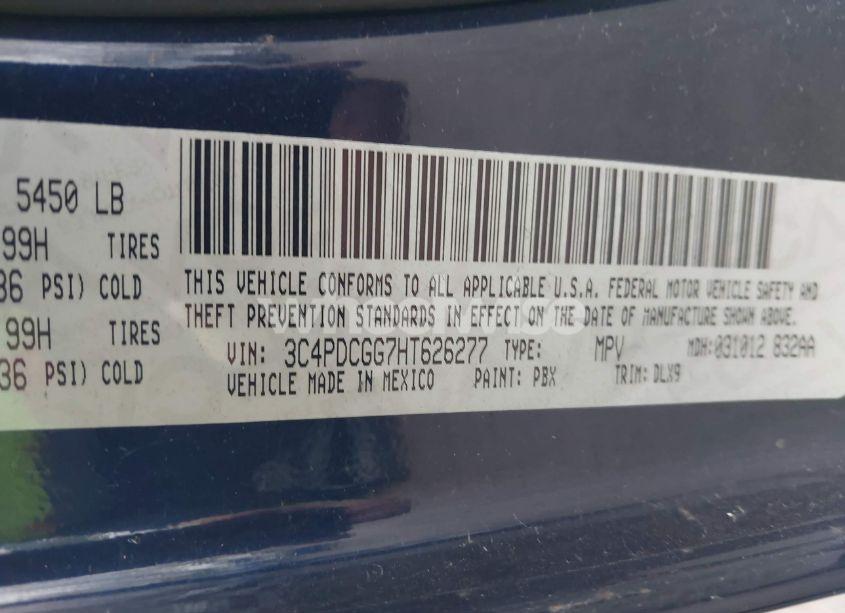 5450 LB
99H TIRES
36 PSI) COLD
99H TIRES
36 PSI) COLD
THIS VEHICLE CONFORMS TO ALL APPLICABLE U.S.A. FEDERAL MOTOR VEHICLE SAFETY AND
THEFT PREVENTION STANDARDS IN EFFECT ON THE DATE OF MANUFACTURE SHOWN ABOVE.
VIN: 3C4PDCGG7HT626277 TYPE: MPV MDH:031012 832AA
VEHICLE MADE IN MEXICO PAINT: PBX TRIM: DLX9